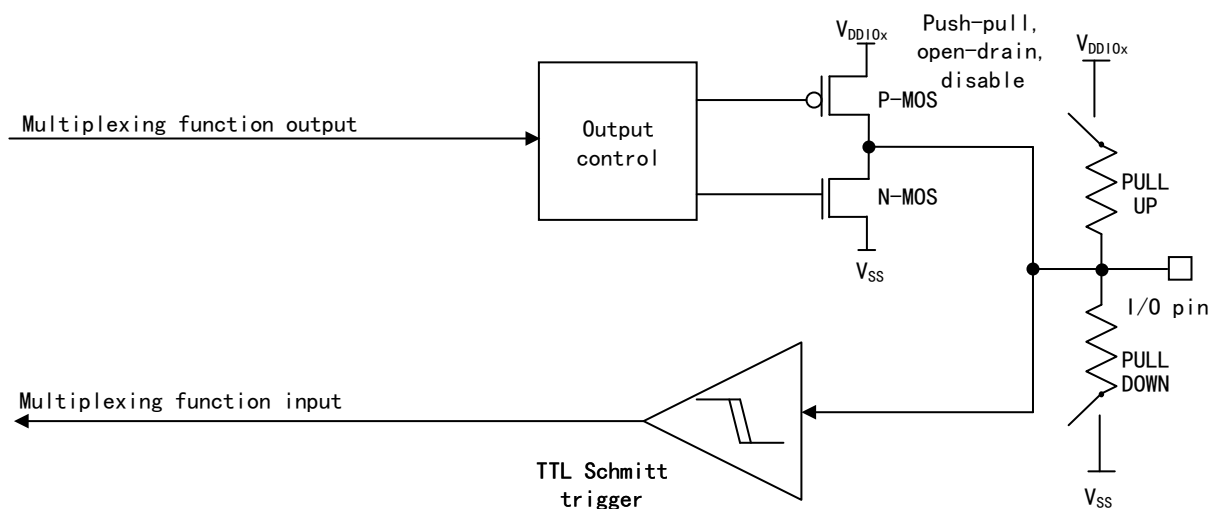 V_DDIOx
Push-pull,
open-drain,
disable
V_DDIOx
P-MOS
Multiplexing function output
Output
control
N-MOS
PULL
UP
V_SS
I/O pin
PULL
DOWN
Multiplexing function input
TTL Schmitt
trigger
V_SS